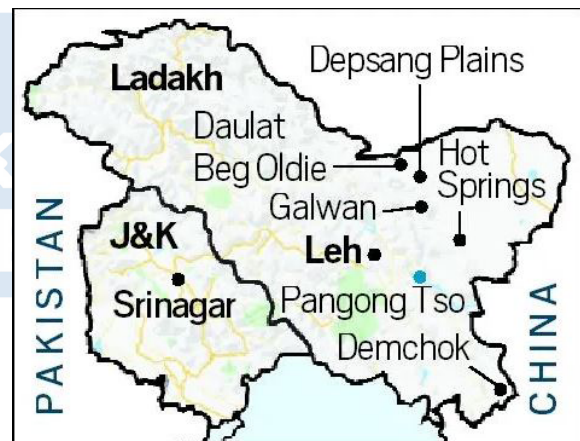 Ladakh
Depsang Plains
Daulat
Beg Oldie
Hot
Springs
Galwan
J&K
Leh
Srinagar
Pangong Tso
Demchok
PAKISTAN
CHINA